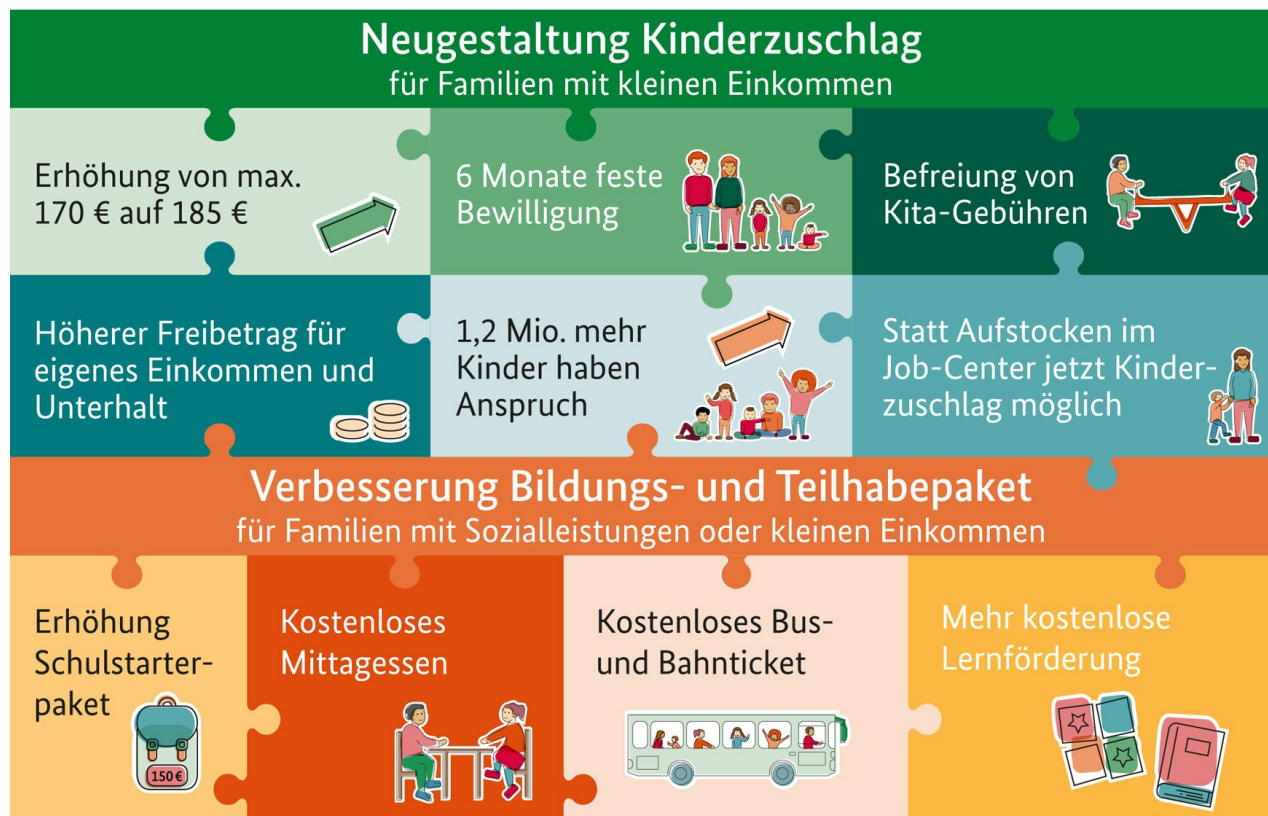 Neugestaltung Kinderzuschlag
für Familien mit kleinen Einkommen
Erhöhung von max.
170 € auf 185 €
6 Monate feste
Bewilligung
Befreiung von
Kita-Gebühren
Höherer Freibetrag für
eigenes Einkommen und
Unterhalt
1,2 Mio. mehr
Kinder haben
Anspruch
Statt Aufstocken im
Job-Center jetzt Kinder-
zuschlag möglich
Verbesserung Bildungs- und Teilhabepaket
für Familien mit Sozialleistungen oder kleinen Einkommen
Erhöhung
Schulstarter-
paket
150 €
Kostenloses
Mittagessen
Kostenloses Bus-
und Bahnticket
Mehr kostenlose
Lernförderung